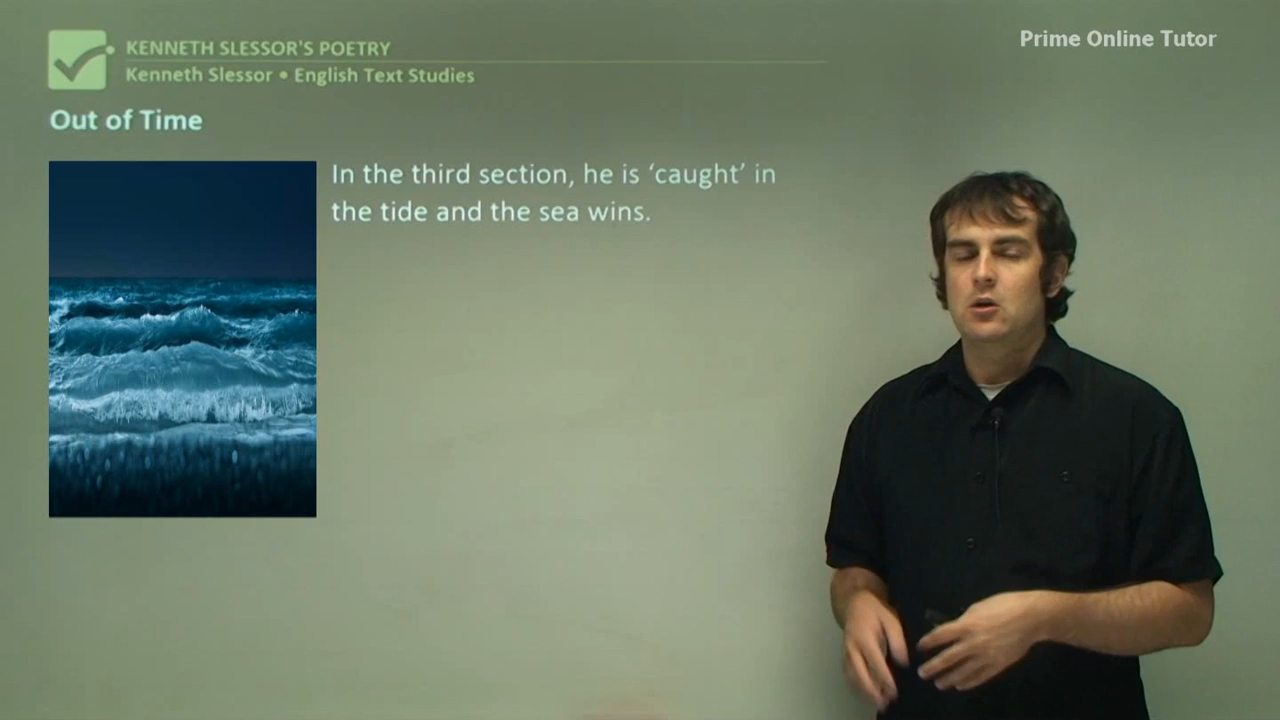 KENNETH SLESSOR'S POETRY
Prime Online Tutor
Kenneth Slessor • English Text Studies
Out of Time
In the third section, he is ‘caught’ in
the tide and the sea wins.